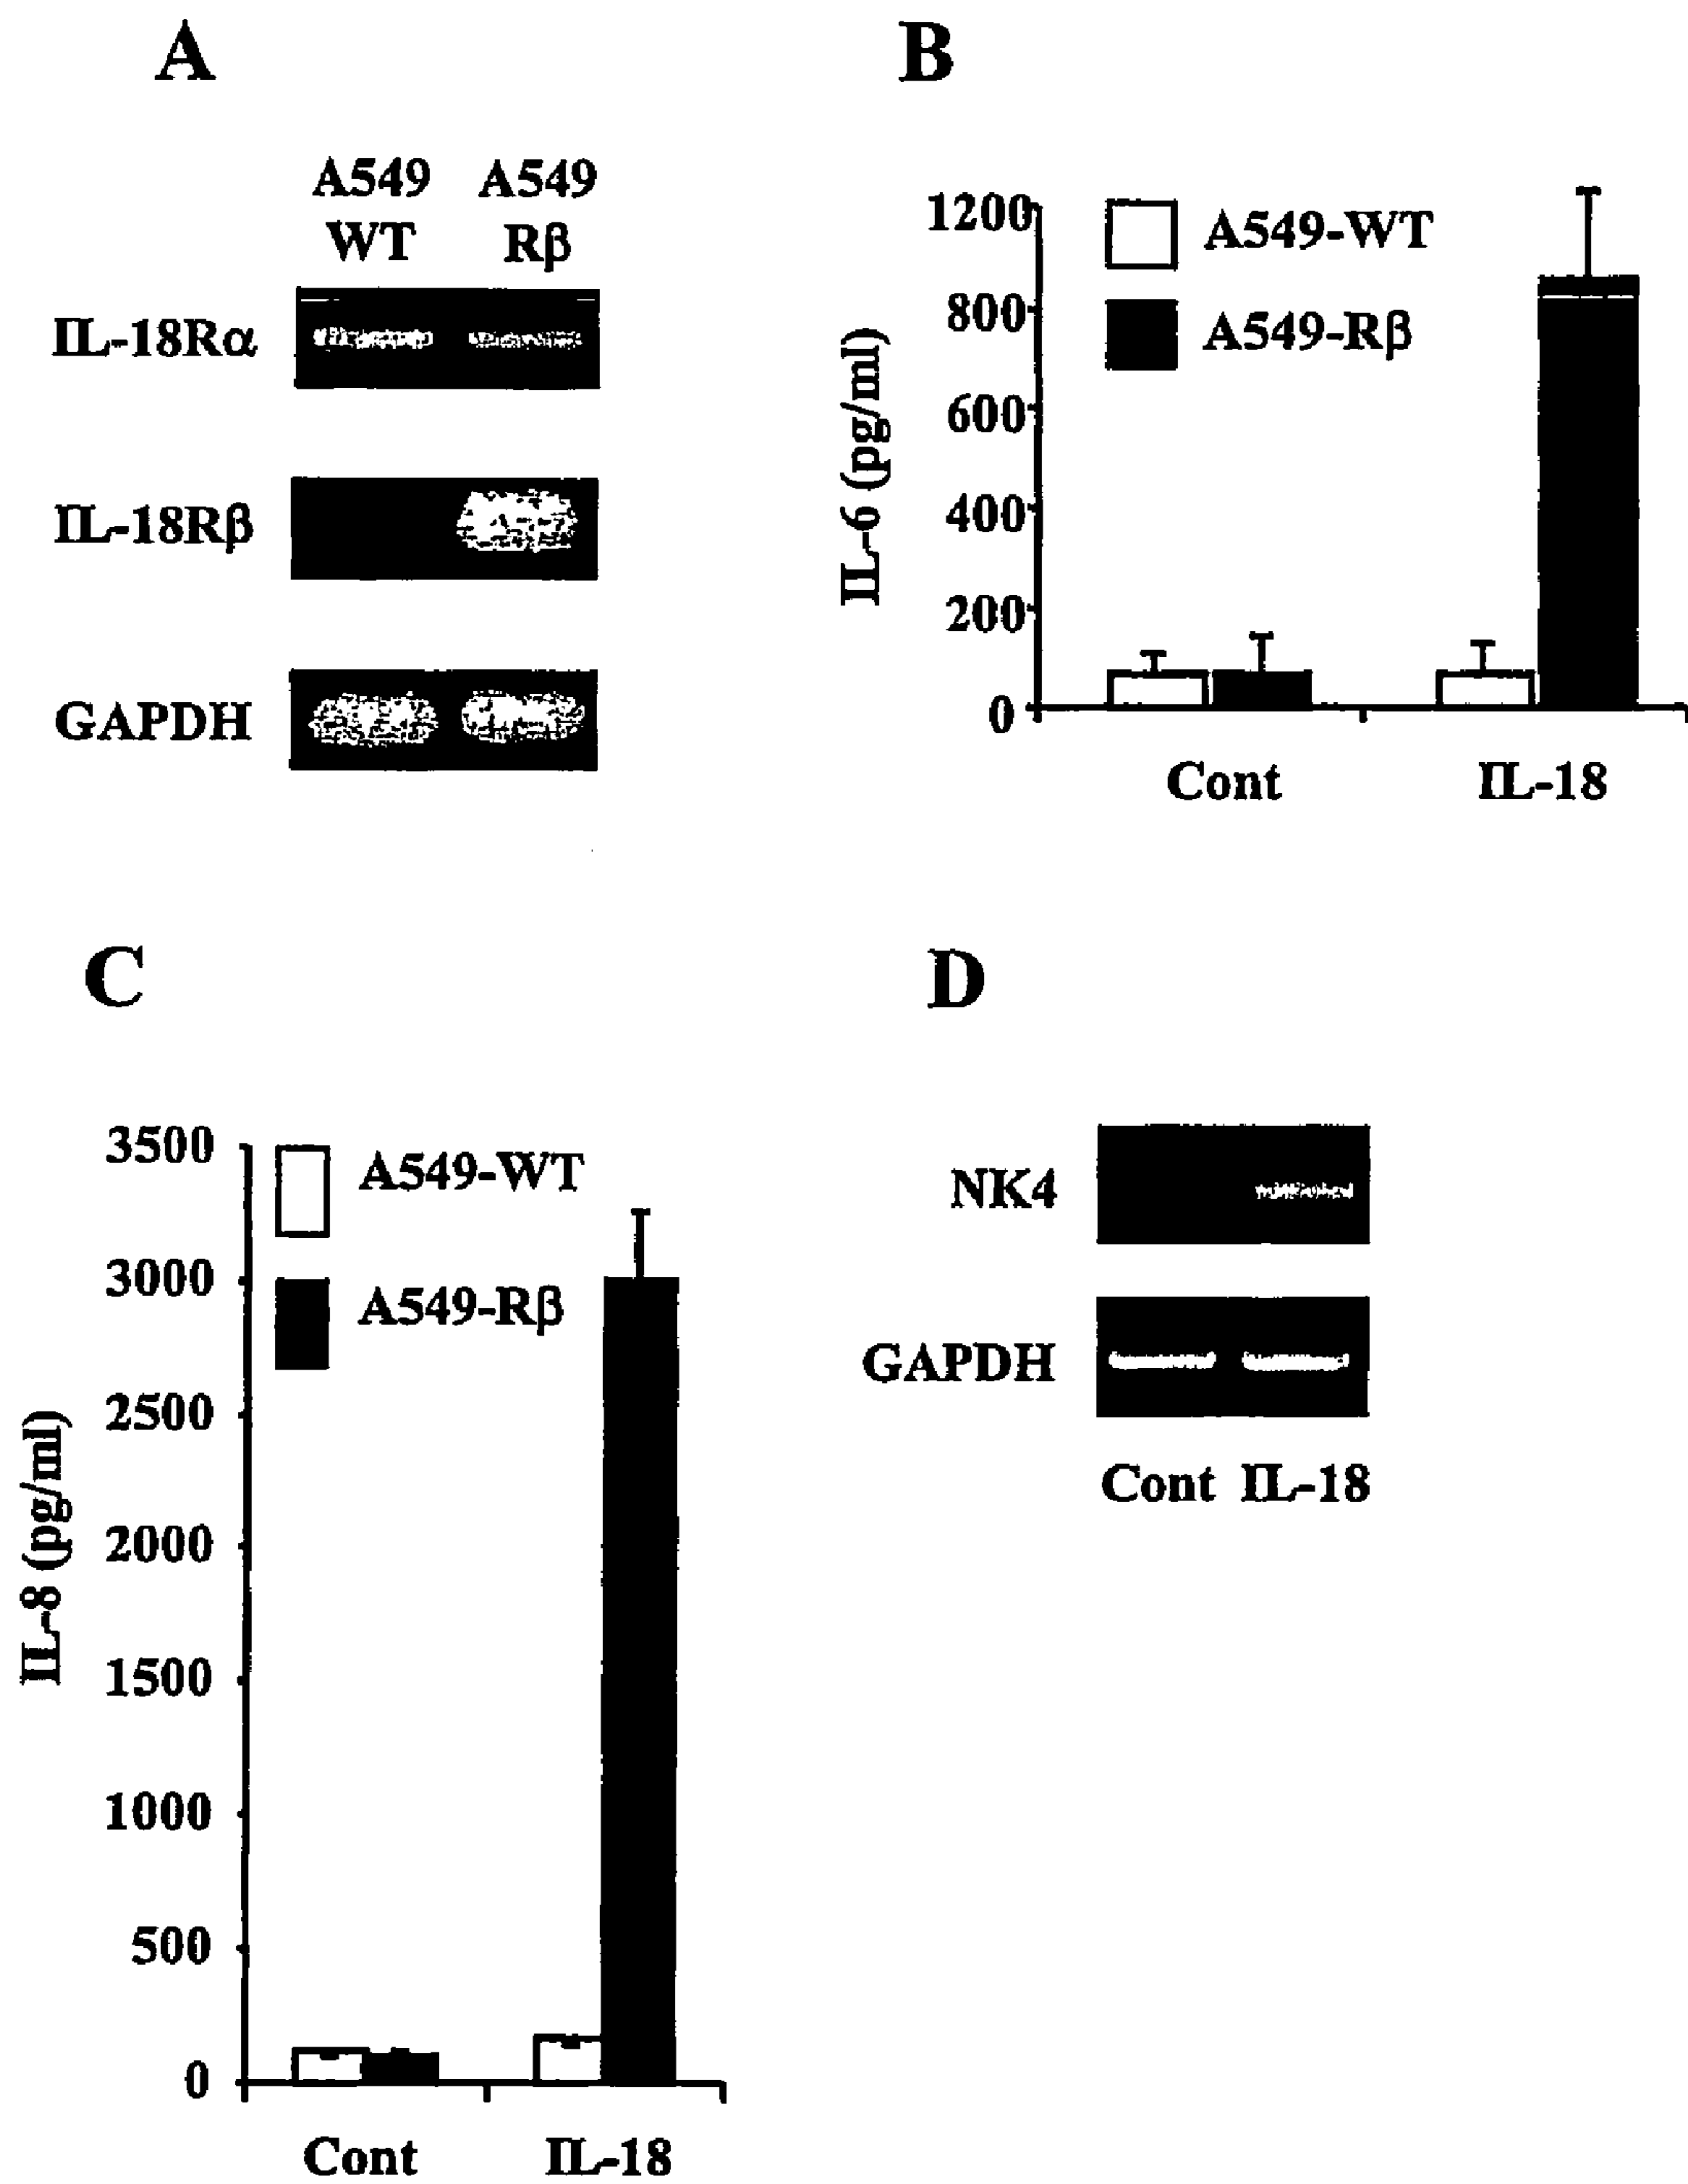 A
A549 A549
WT Rβ
IL-18Rα
IL-18Rβ
GAPDH
B
1200
800
600
400
200
0
IL-6 (pg/ml)
A549-WT
A549-Rβ
Cont IL-18
C
3500
3000
2500
2000
1500
1000
500
0
IL-8 (pg/ml)
A549-WT
A549-Rβ
Cont IL-18
D
NK4
GAPDH
Cont IL-18